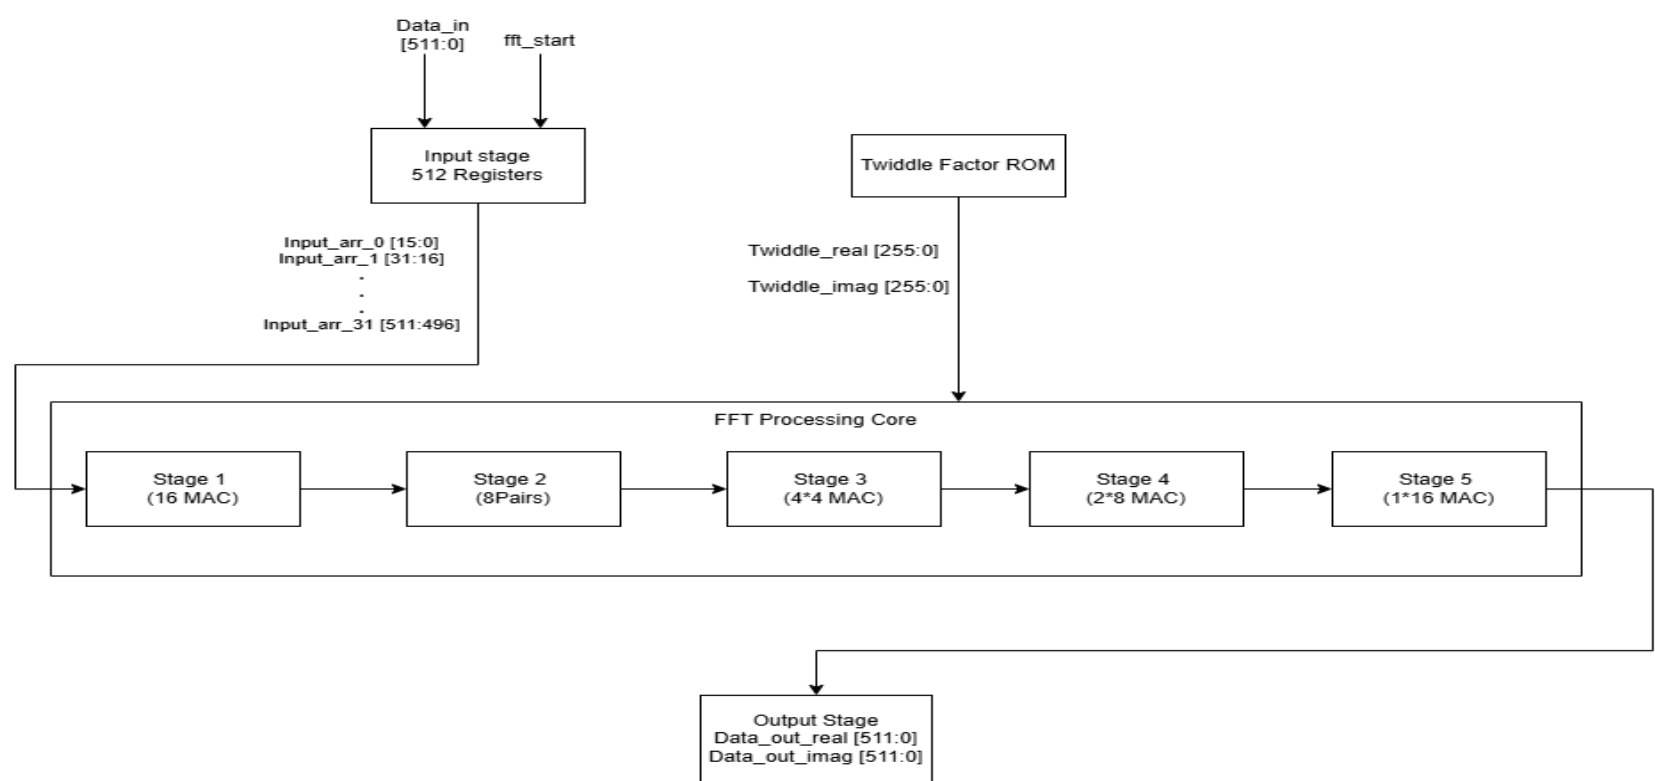 Data_in
[511:0]
fft_start
Input stage
512 Registers
Twiddle Factor ROM
Input_arr_0 [15:0]
Input_arr_1 [31:16]
.
.
.
Input_arr_31 [511:496]
Twiddle_real [255:0]
Twiddle_imag [255:0]
FFT Processing Core
Stage 1
(16 MAC)
Stage 2
(8Pairs)
Stage 3
(4*4 MAC)
Stage 4
(2*8 MAC)
Stage 5
(1*16 MAC)
Output Stage
Data_out_real [511:0]
Data_out_imag [511:0]